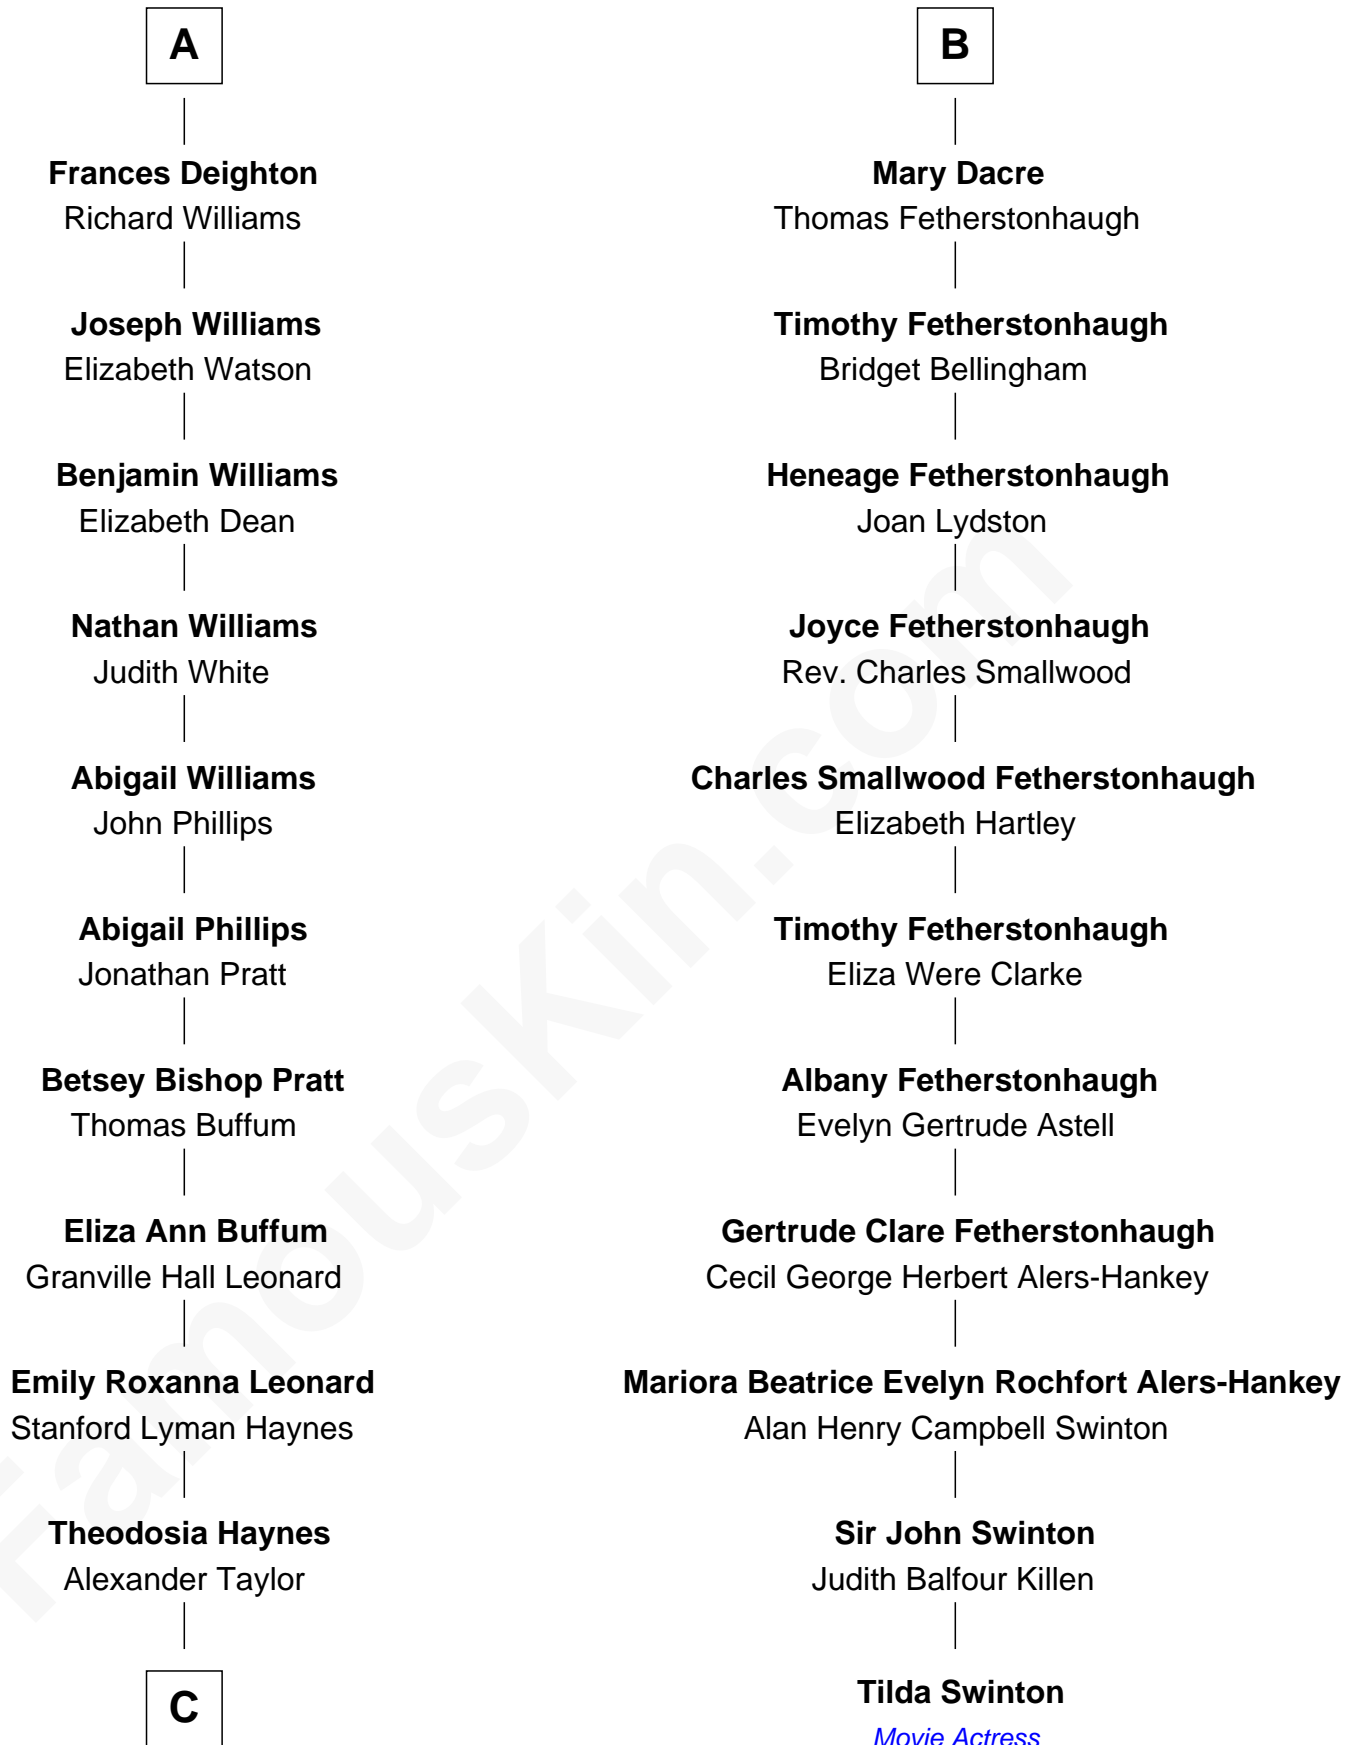 A
Frances Deighton
Richard Williams
Joseph Williams
Elizabeth Watson
Benjamin Williams
Elizabeth Dean
Nathan Williams
Judith White
Abigail Williams
John Phillips
Abigail Phillips
Jonathan Pratt
Betsey Bishop Pratt
Thomas Buffum
Eliza Ann Buffum
Granville Hall Leonard
Emily Roxanna Leonard
Stanford Lyman Haynes
Theodosia Haynes
Alexander Taylor
C
B
Mary Dacre
Thomas Fetherstonhaugh
Timothy Fetherstonhaugh
Bridget Bellingham
Heneage Fetherstonhaugh
Joan Lydston
Joyce Fetherstonhaugh
Rev. Charles Smallwood
Charles Smallwood Fetherstonhaugh
Elizabeth Hartley
Timothy Fetherstonhaugh
Eliza Were Clarke
Albany Fetherstonhaugh
Evelyn Gertrude Astell
Gertrude Clare Fetherstonhaugh
Cecil George Herbert Alers-Hankey
Mariora Beatrice Evelyn Rochfort Alers-Hankey
Alan Henry Campbell Swinton
Sir John Swinton
Judith Balfour Killen
Tilda Swinton
Movie Actress
FamousKin.com